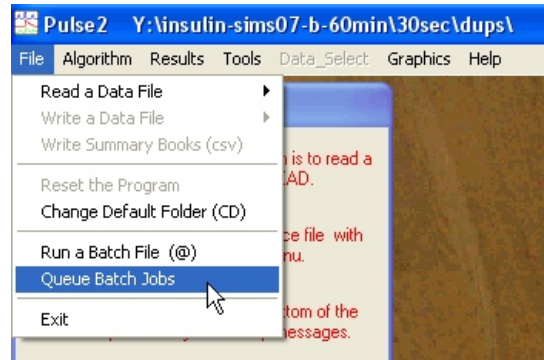 Pulse2 Y:\insulin-sims07-b-60min\30sec\dups\
File Algorithm Results Tools Data_Select Graphics Help
Read a Data File
Write a Data File
Write Summary Books (csv)
is to read a
AD.
Reset the Program
Change Default Folder (CD)
ce file with
nu.
Run a Batch File (@)
Queue Batch Jobs
Exit
tom of the
messages.